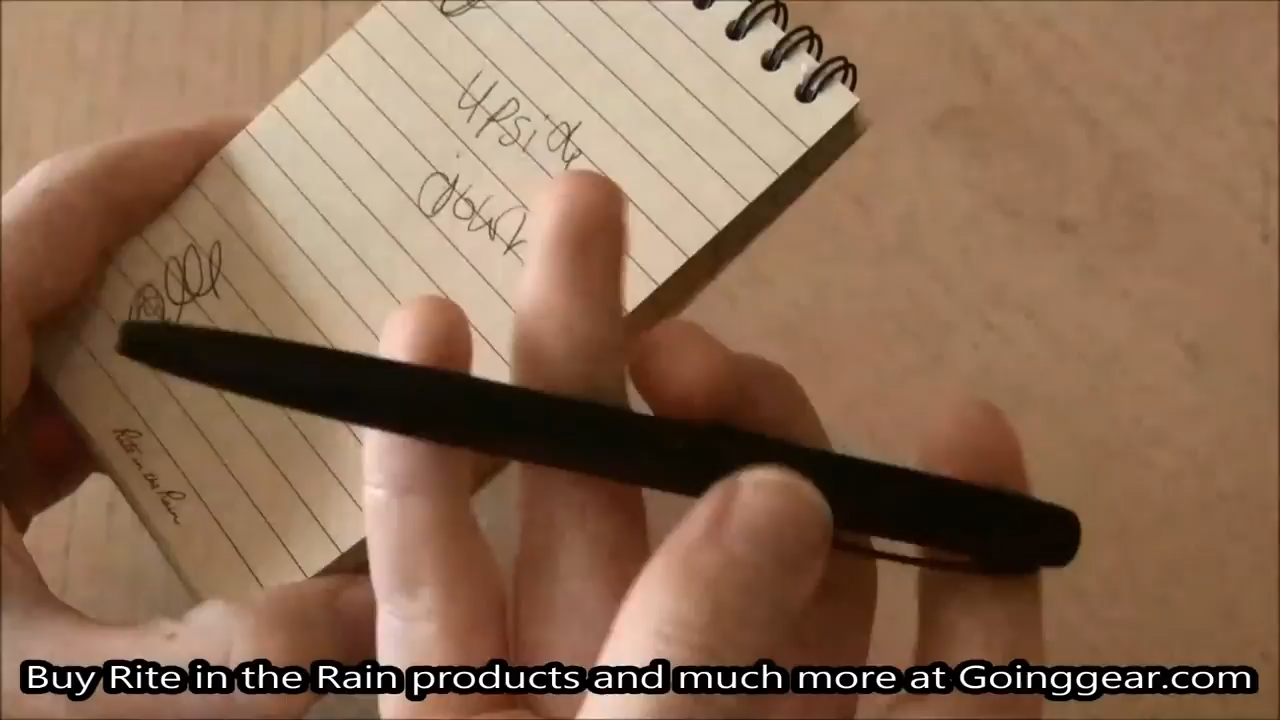 upside
down
Rite in the Rain
Buy Rite in the Rain products and much more at Goinggear.com